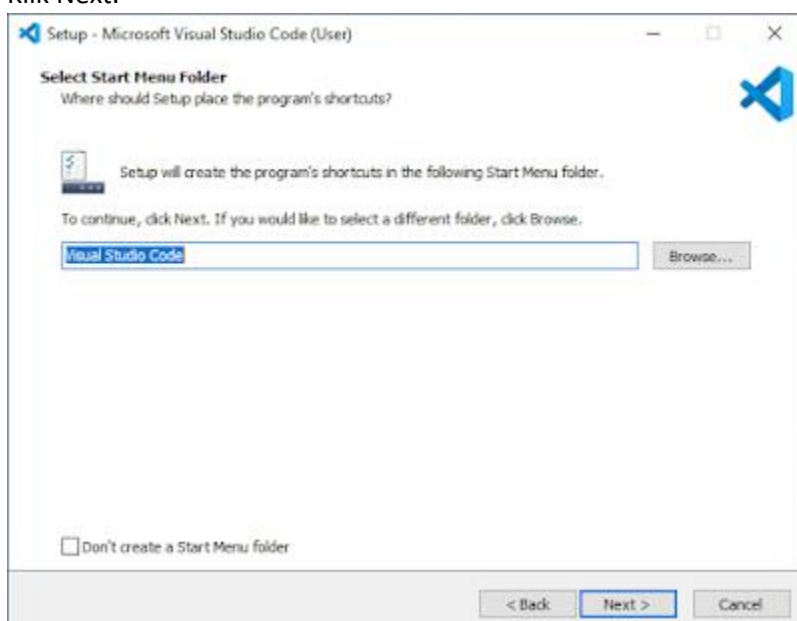 Klik Next.
Setup - Microsoft Visual Studio Code (User)
Select Start Menu Folder
Where should Setup place the program's shortcuts?
Setup will create the program's shortcuts in the following Start Menu folder.
To continue, click Next. If you would like to select a different folder, click Browse.
Visual Studio Code
Browse...
Don't create a Start Menu folder
< Back
Next >
Cancel